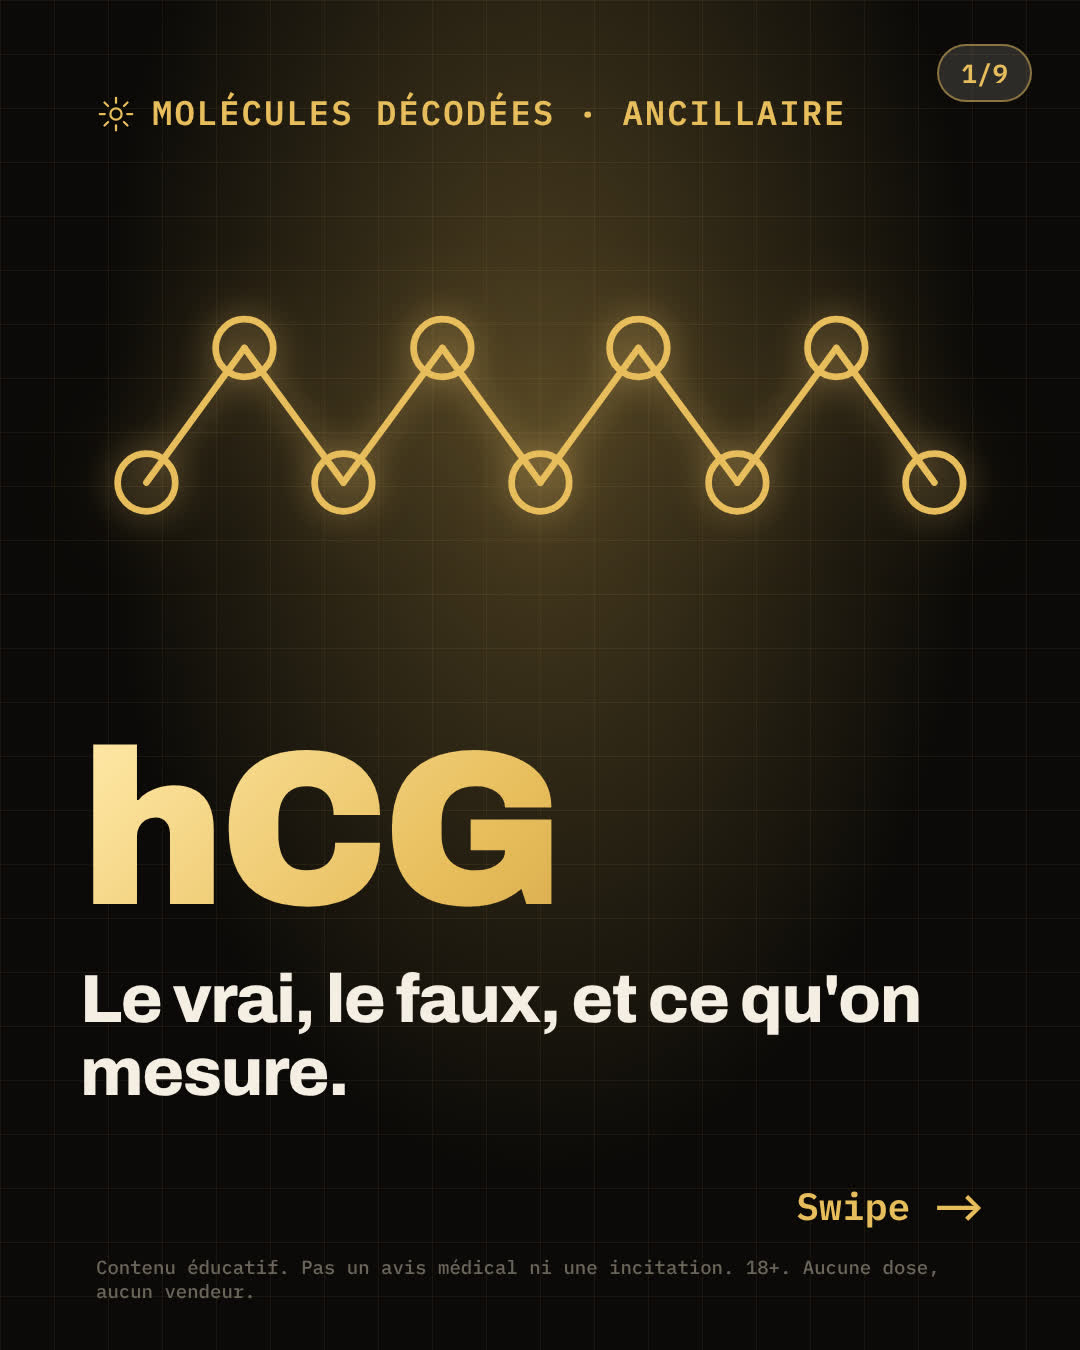 1/9
MOLÉCULES DÉCODÉES · ANCILLAIRE
hCG
Le vrai, le faux, et ce qu'on
mesure.
Swipe →
Contenu éducatif. Pas un avis médical ni une incitation. 18+. Aucune dose,
aucun vendeur.